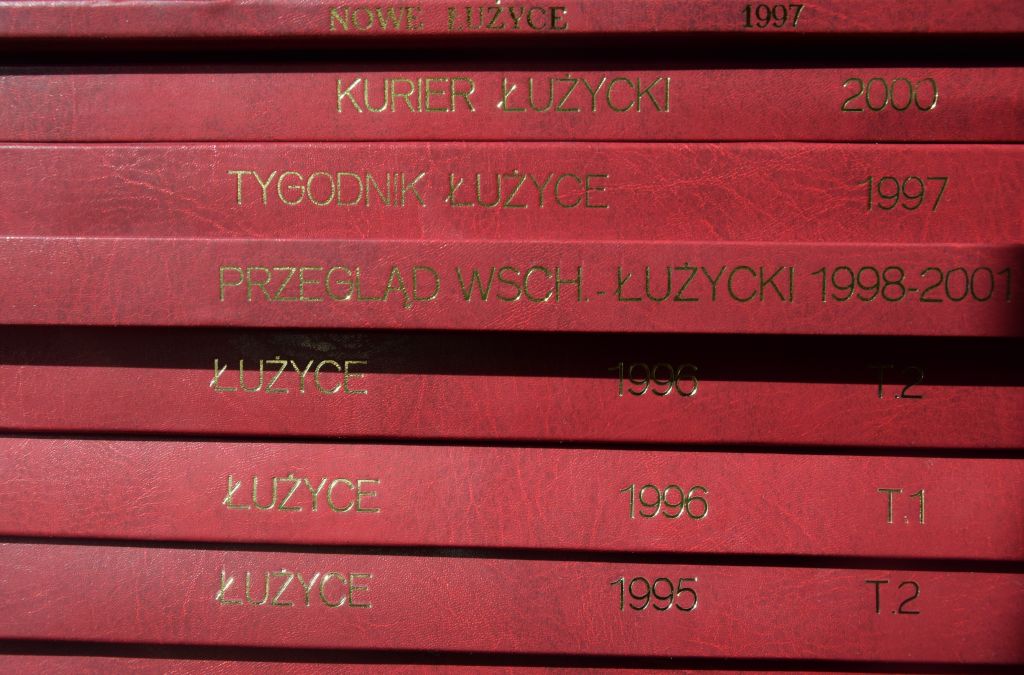 NOWE ŁUŻYCE 1997
KURIER ŁUŻYCKI 2000
TYGODNIK ŁUŻYCE 1997
PRZEGLĄD WSCH.-ŁUŻYCKI 1998-2001
ŁUŻYCE 1996 T.2
ŁUŻYCE 1996 T.1
ŁUŻYCE 1995 T.2